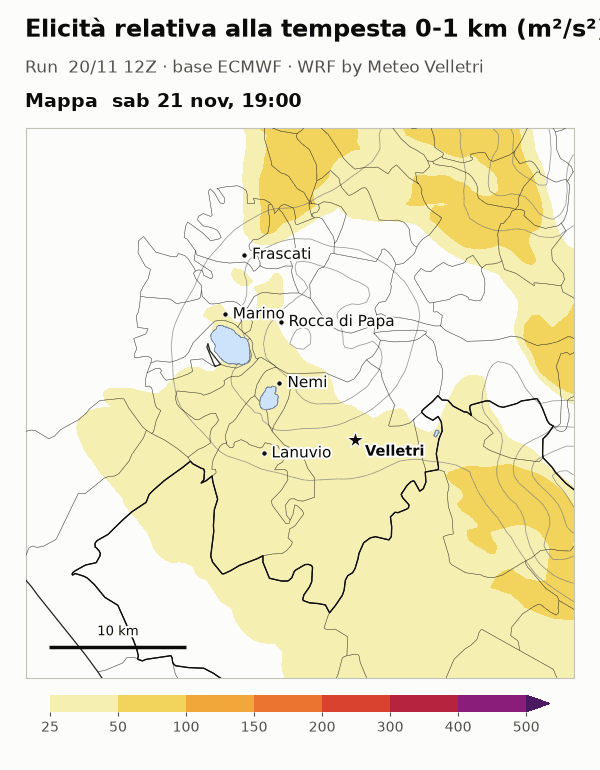 Elicità relativa alla tempesta 0-1 km (m²/s²)
Run  20/11 12Z · base ECMWF · WRF by Meteo Velletri
Mappa  sab 21 nov, 19:00
Frascati
Marino
Rocca di Papa
Nemi
Velletri
Lanuvio
10 km
25 50 100 150 200 300 400 500